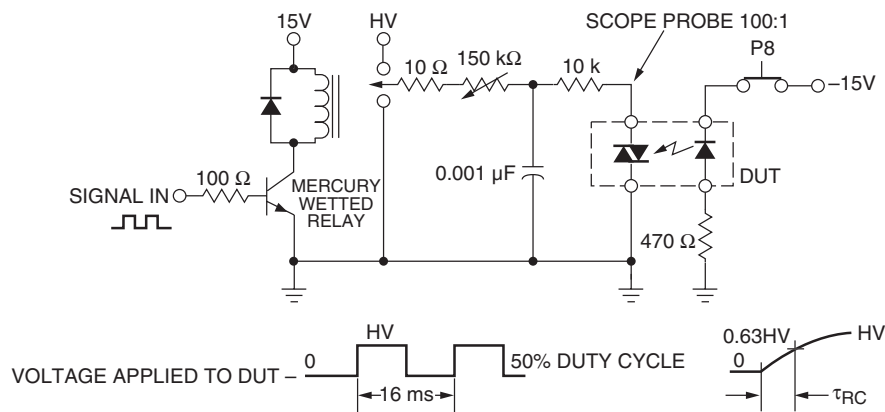 SCOPE PROBE 100:1
15V
HV
P8
10 Ω
150 kΩ
10 k
–15V
0.001 μF
DUT
SIGNAL IN
100 Ω
MERCURY
WETTED
RELAY
470 Ω
VOLTAGE APPLIED TO DUT –
0
HV
16 ms
50% DUTY CYCLE
0.63HV
HV
0
τRC